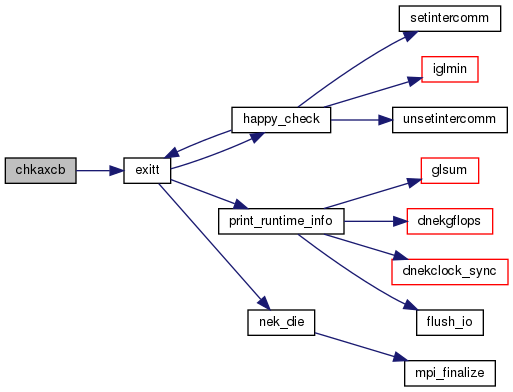 setintercomm
iglmin
happy_check
unsetintercomm
chkaxcb
exitt
glsum
print_runtime_info
dnekgflops
dnekclock_sync
nek_die
flush_io
mpi_finalize